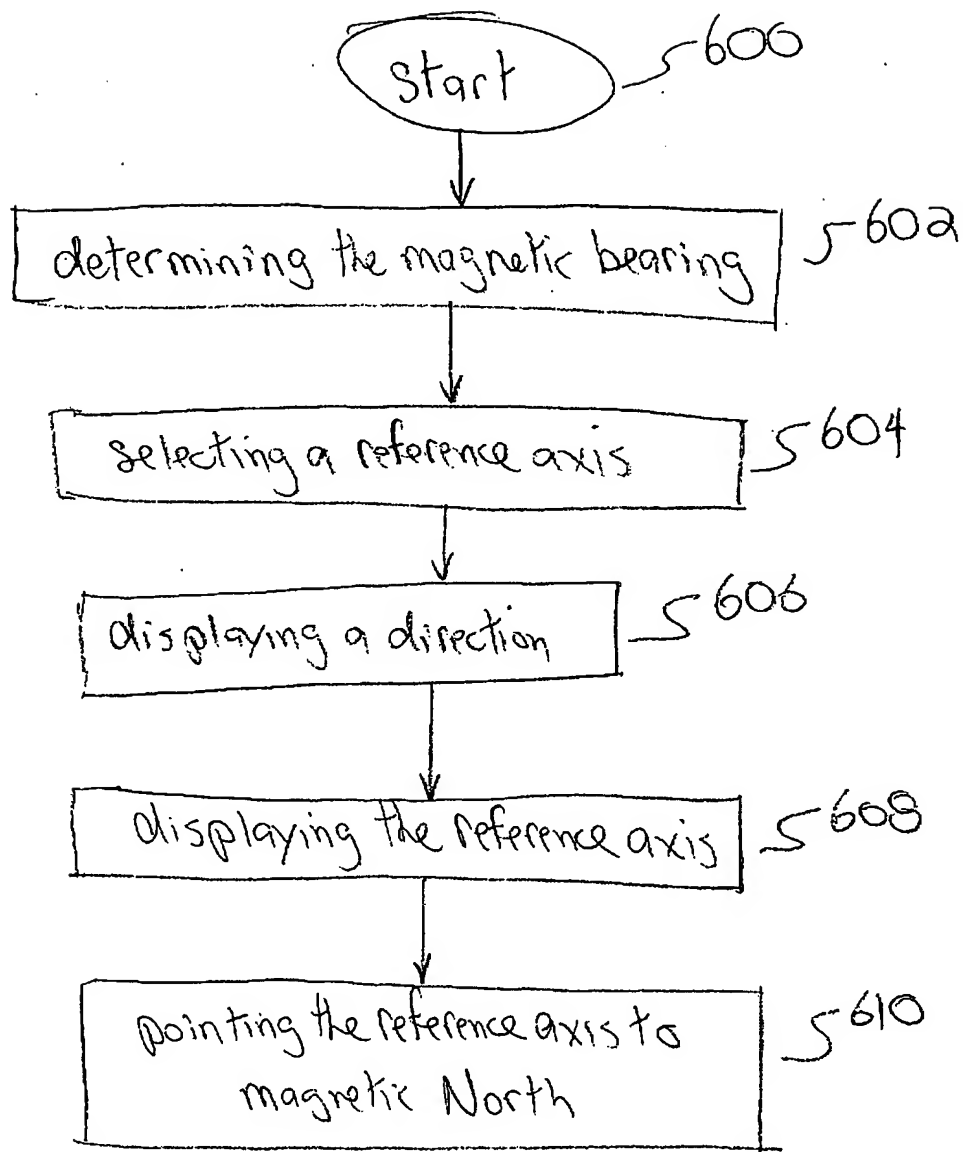 start
600
determining the magnetic bearing
602
selecting a reference axis
604
displaying a direction
606
displaying the reference axis
608
pointing the reference axis to
magnetic North
610